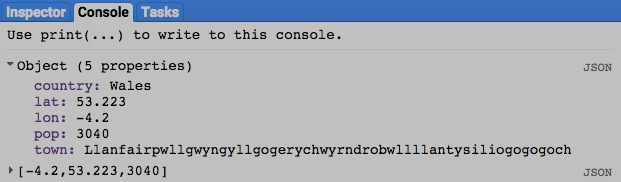 Inspector Console Tasks
Use print(...) to write to this console.
Object (5 properties) JSON
country: Wales
lat: 53.223
lon: -4.2
pop: 3040
town: Llanfairpwllgwyngyllgogerychwyrndrobwllllantysiliogogogoch
[-4.2,53.223,3040] JSON